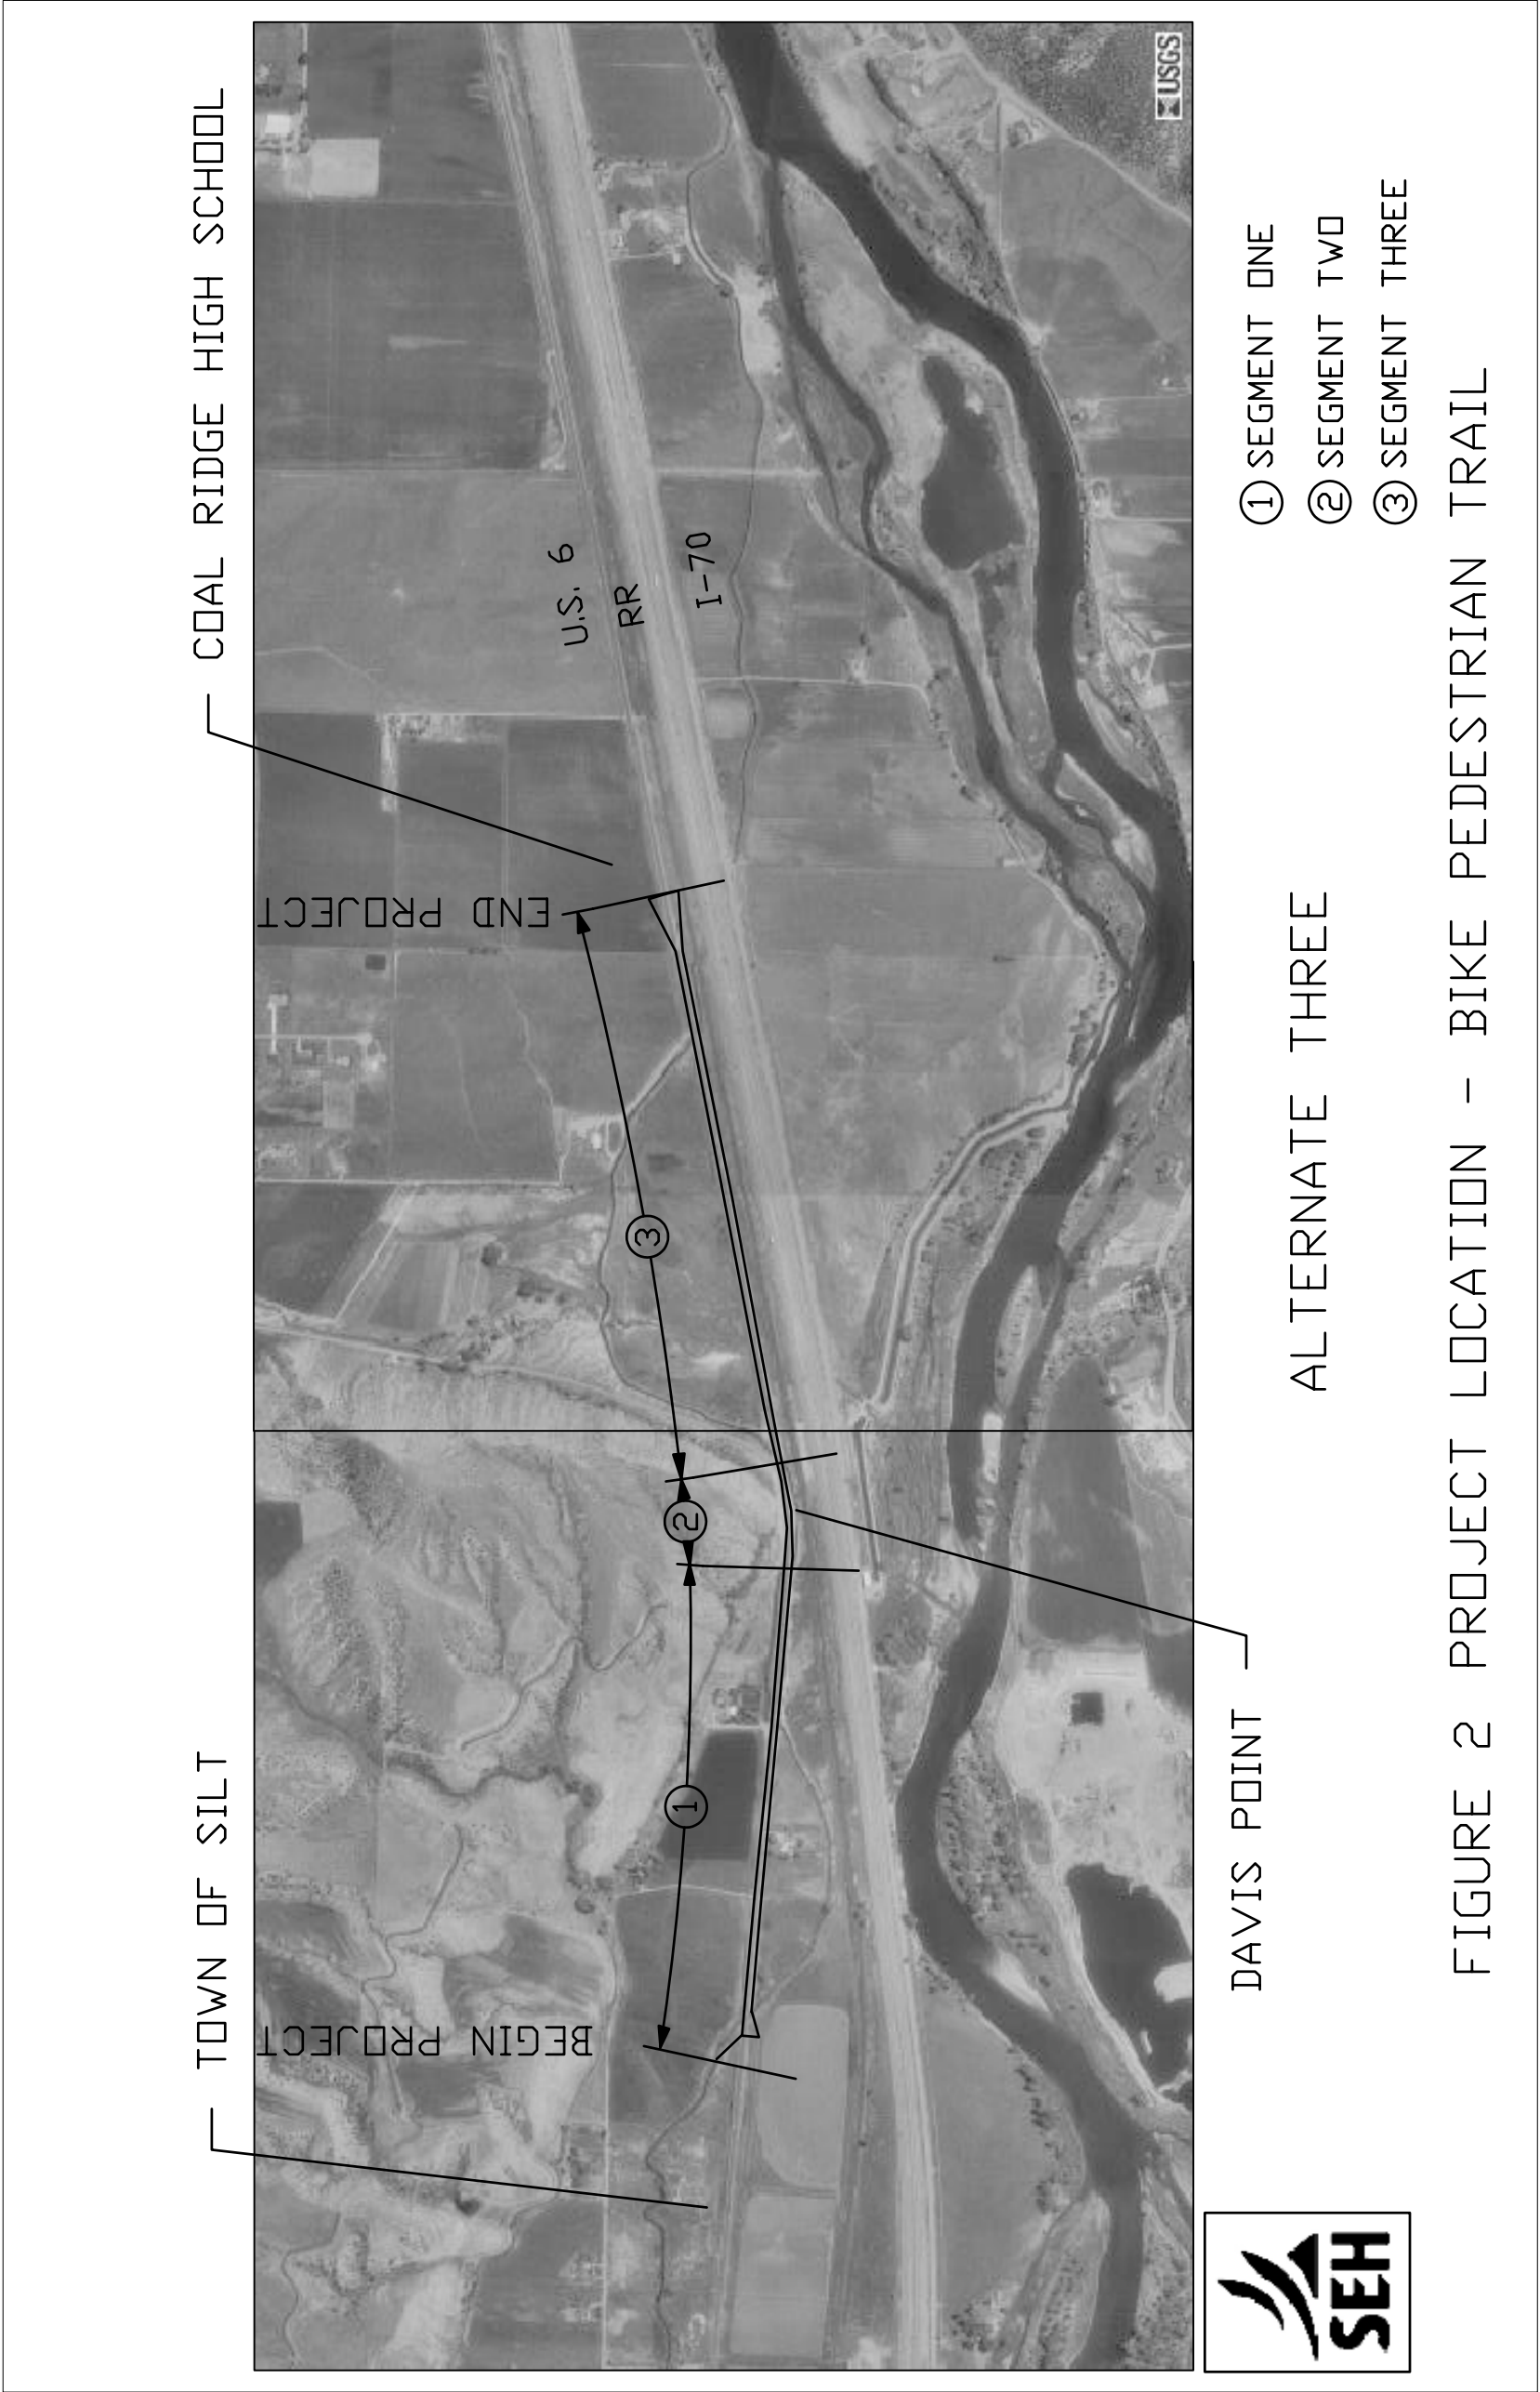 TOWN OF SILT
COAL RIDGE HIGH SCHOOL
BEGIN PROJECT
END PROJECT
U.S. 6
RR
I-70
1
2
3
USGS
DAVIS POINT
ALTERNATE THREE
1 SEGMENT ONE
2 SEGMENT TWO
3 SEGMENT THREE
SEH
FIGURE 2 PROJECT LOCATION - BIKE PEDESTRIAN TRAIL